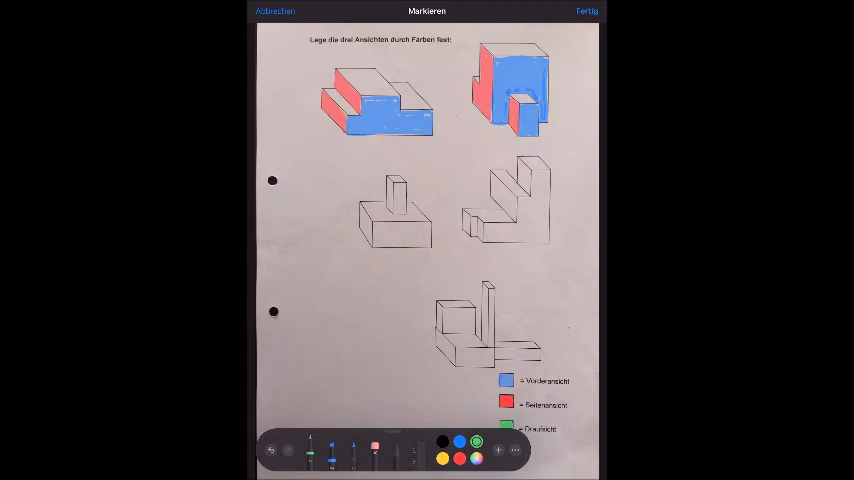 Abbrechen
Markieren
Fertig
Lege die drei Ansichten durch Farben fest:
= Vorderansicht
= Seitenansicht
= Draufsicht